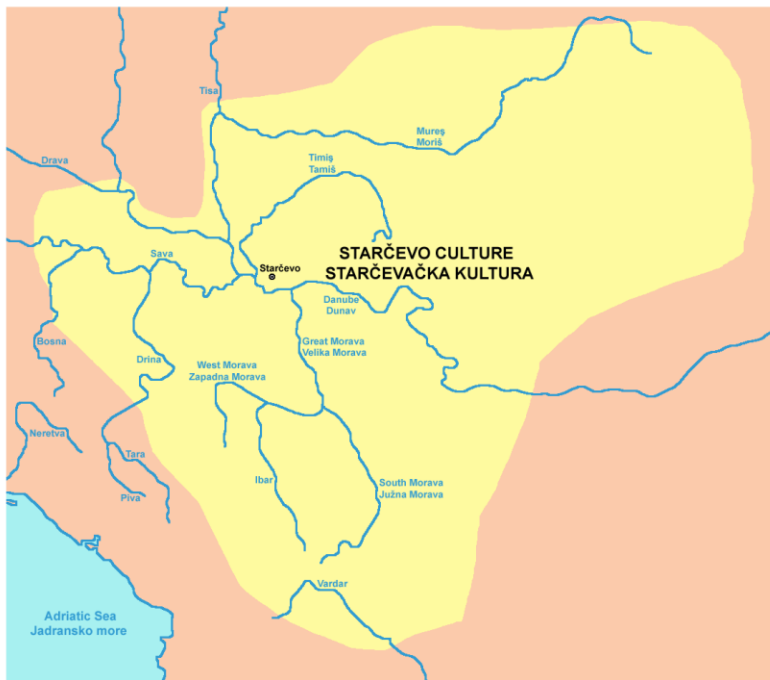 Tisa
Mureş
Moriš
Drava
Timiş
Tamiš
STARČEVO CULTURE
STARČEVAČKA KULTURA
Sava
Starčevo
Danube
Dunav
Bosna
Drina
Great Morava
Velika Morava
West Morava
Zapadna Morava
Neretva
Tara
Piva
Ibar
South Morava
Južna Morava
Vardar
Adriatic Sea
Jadransko more